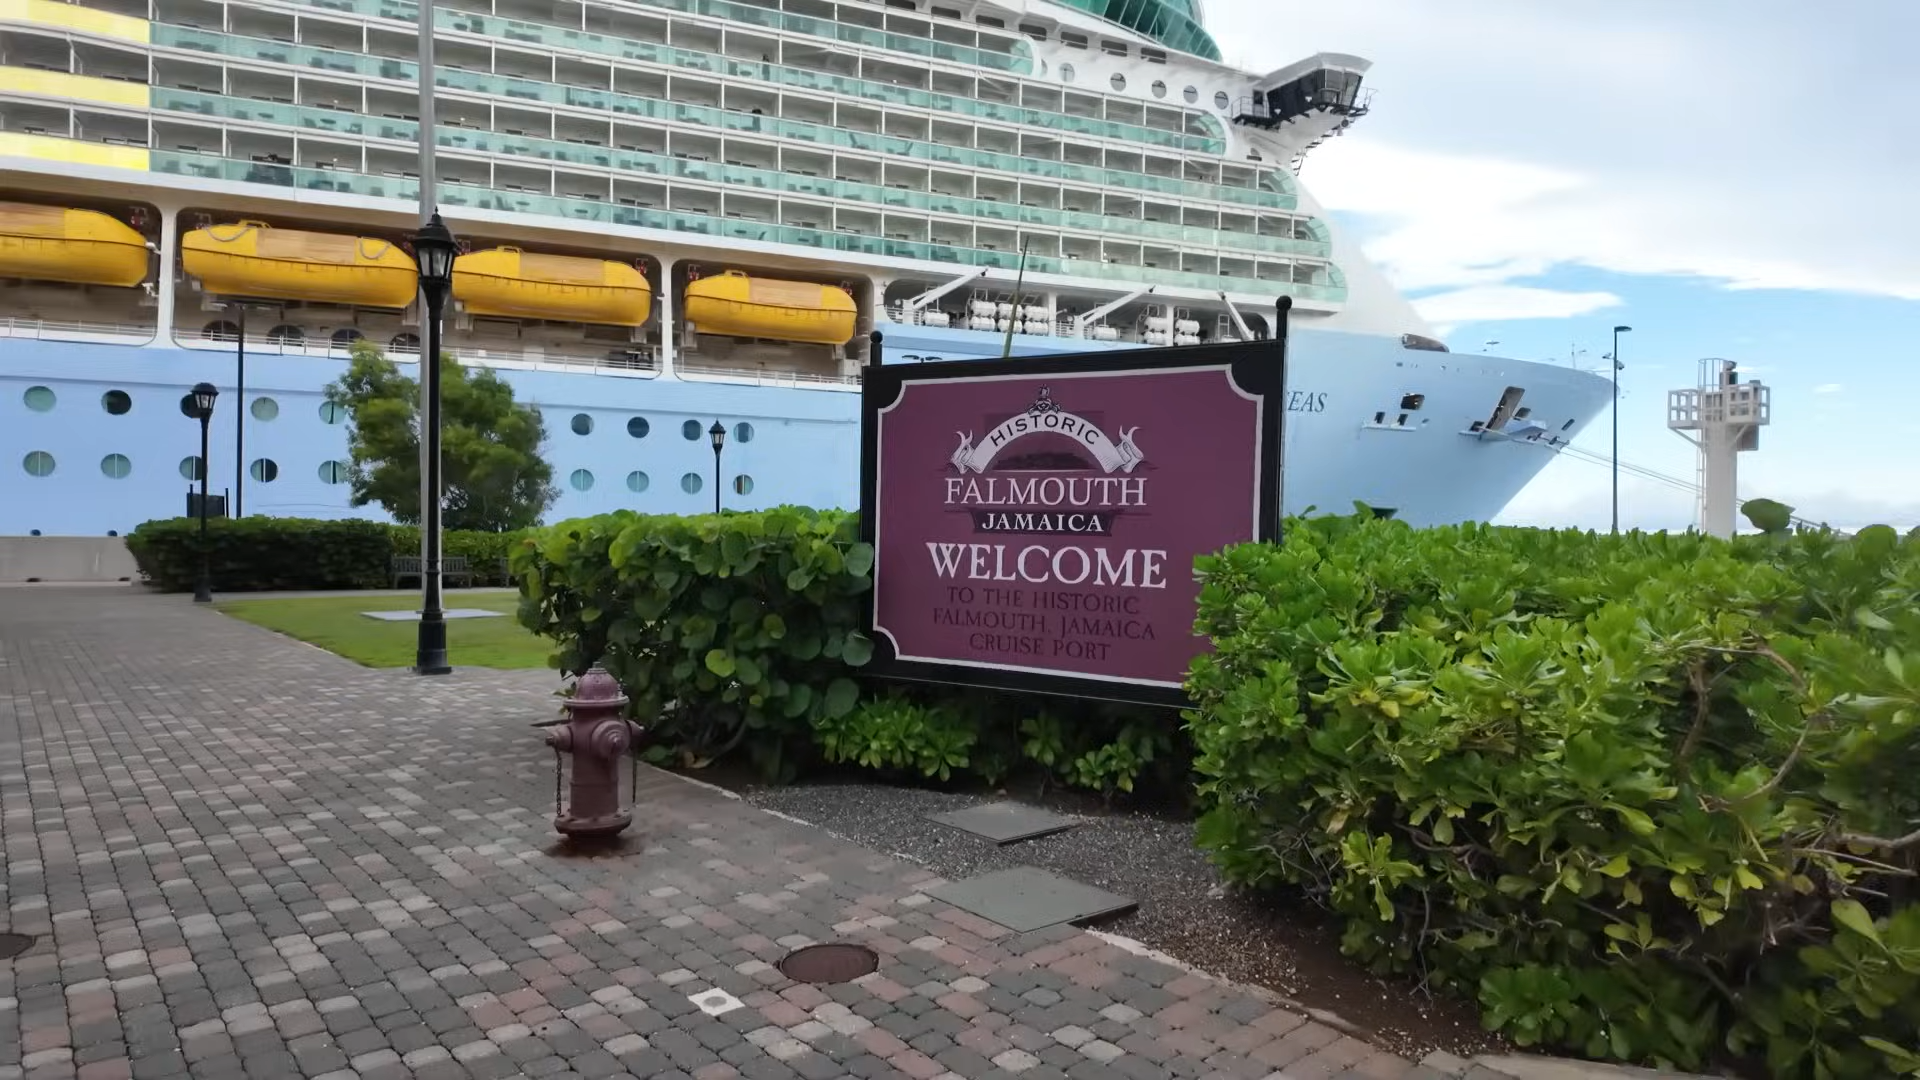 HISTORIC
FALMOUTH
JAMAICA
WELCOME
TO THE HISTORIC
FALMOUTH, JAMAICA
CRUISE PORT
EAS